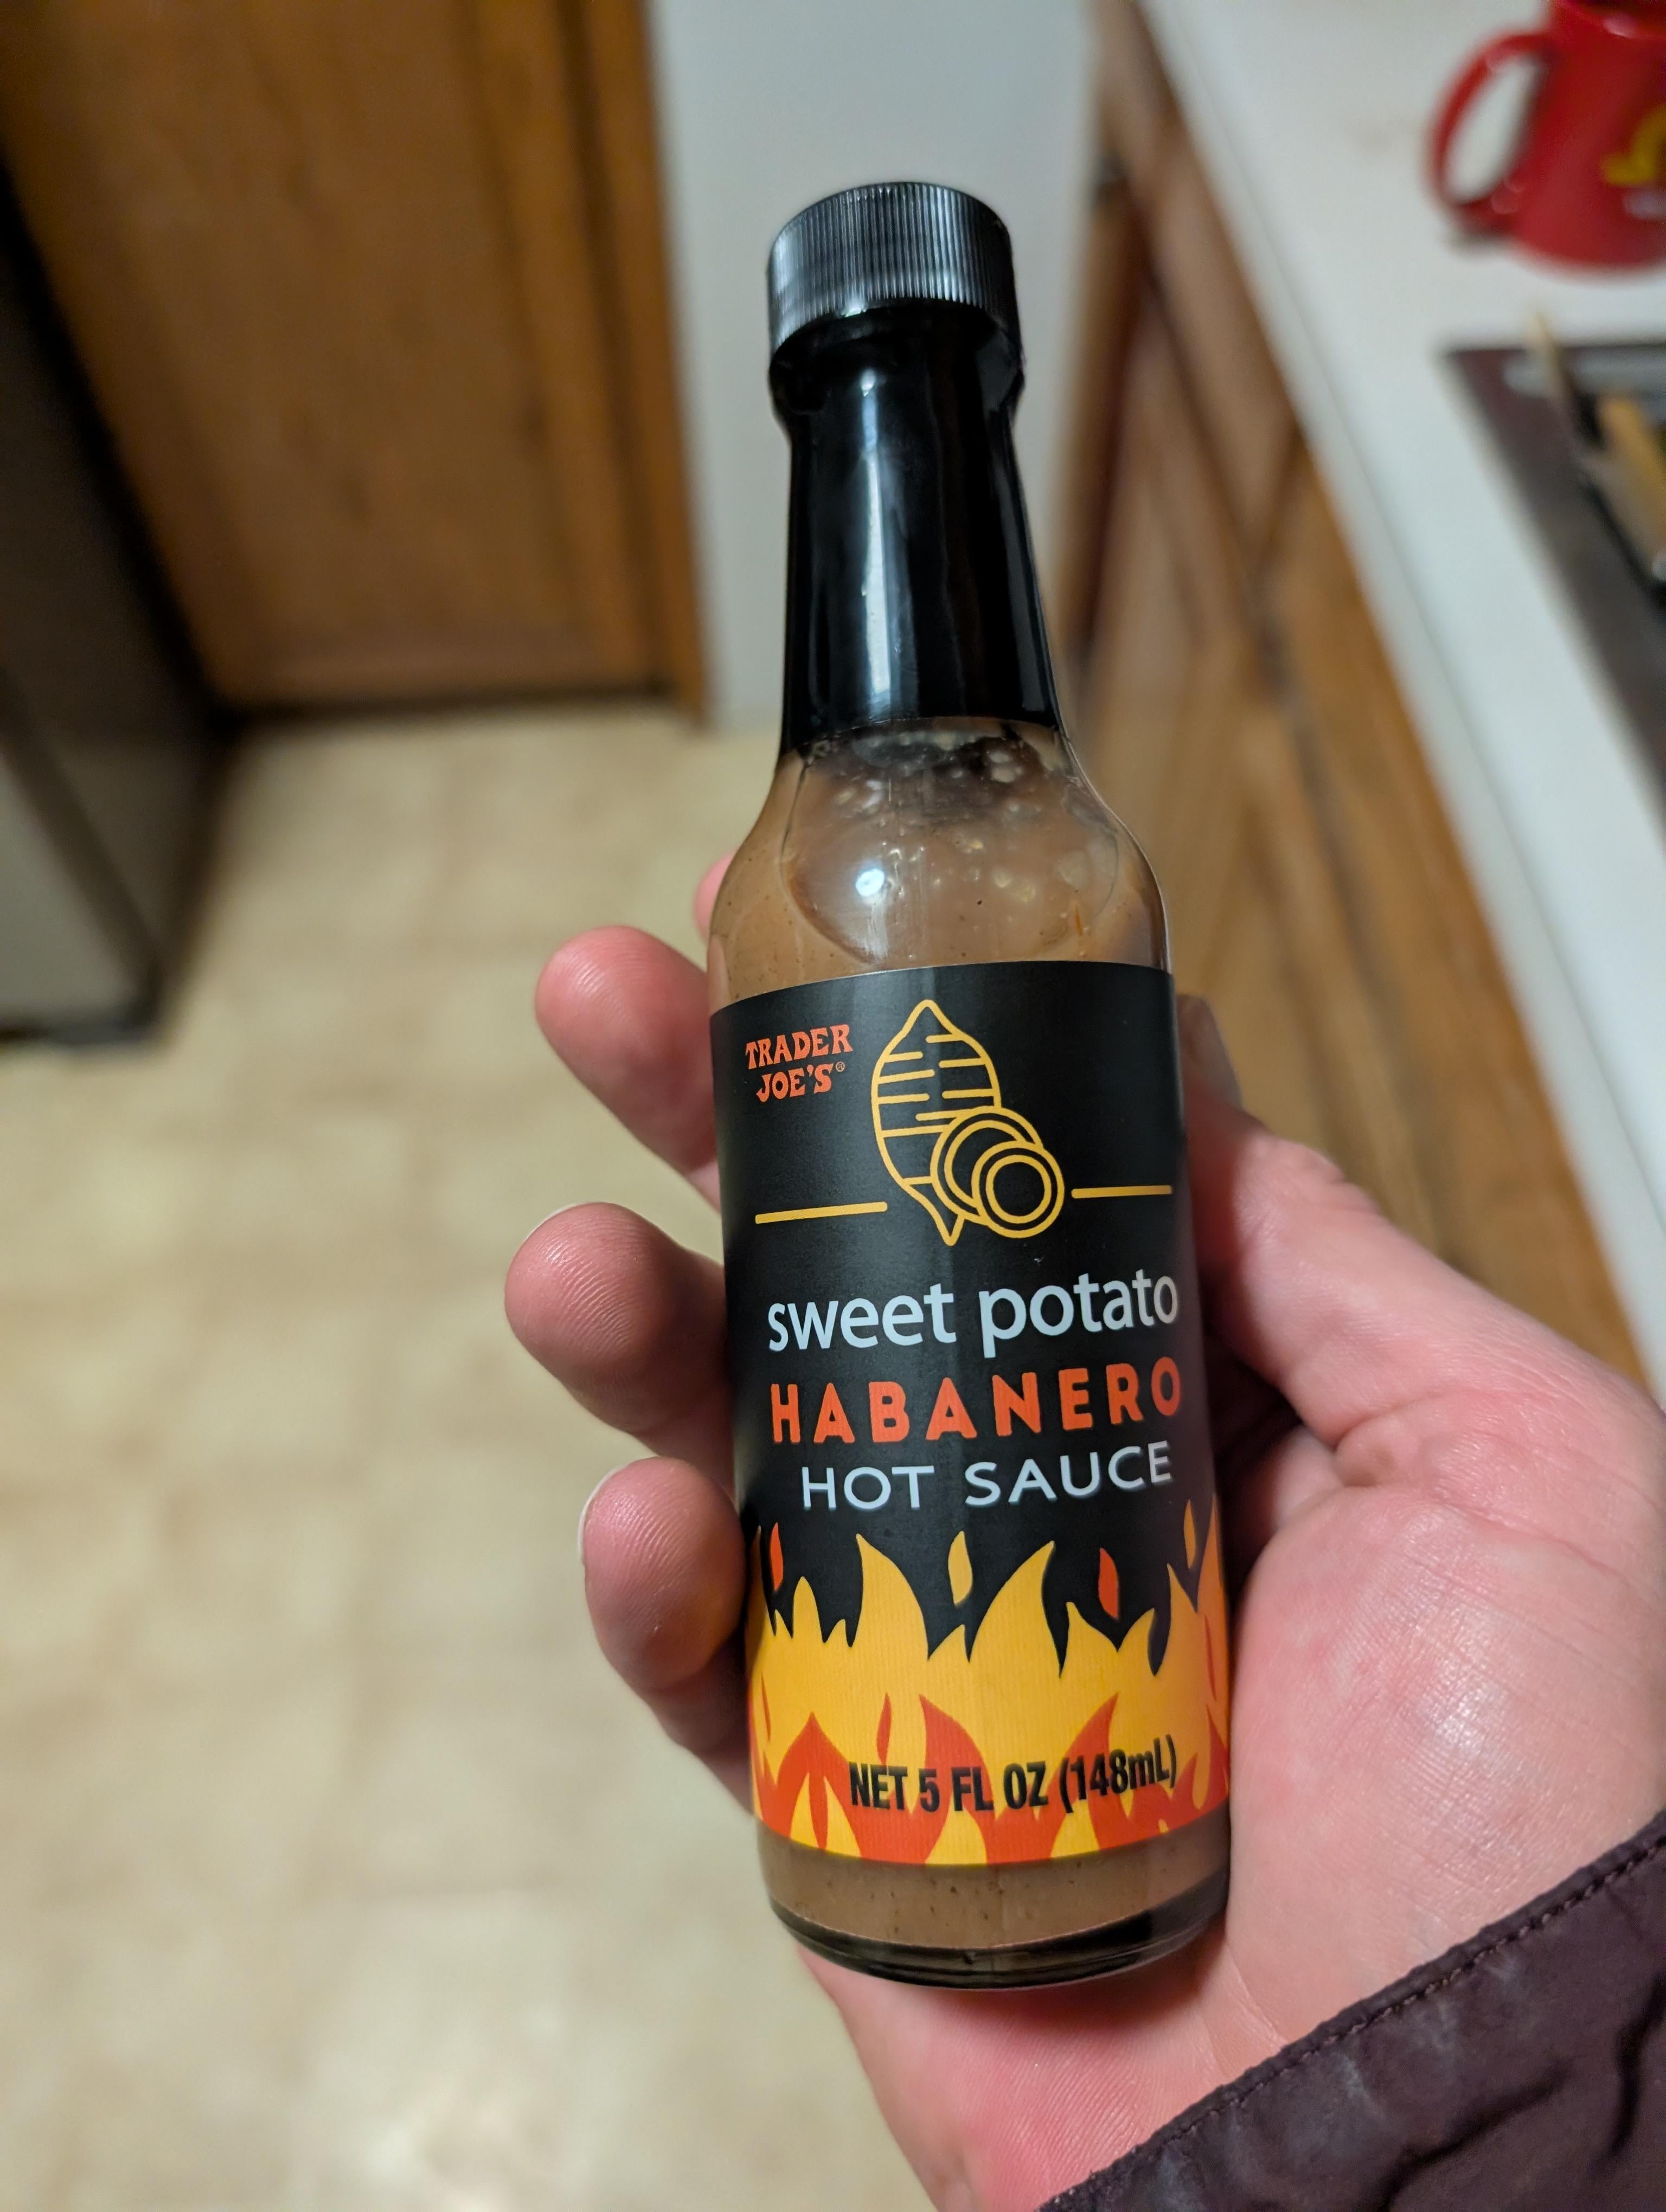 TRADER
JOE'S®
sweet potato
HABANERO
HOT SAUCE
NET 5 FL OZ (148mL)